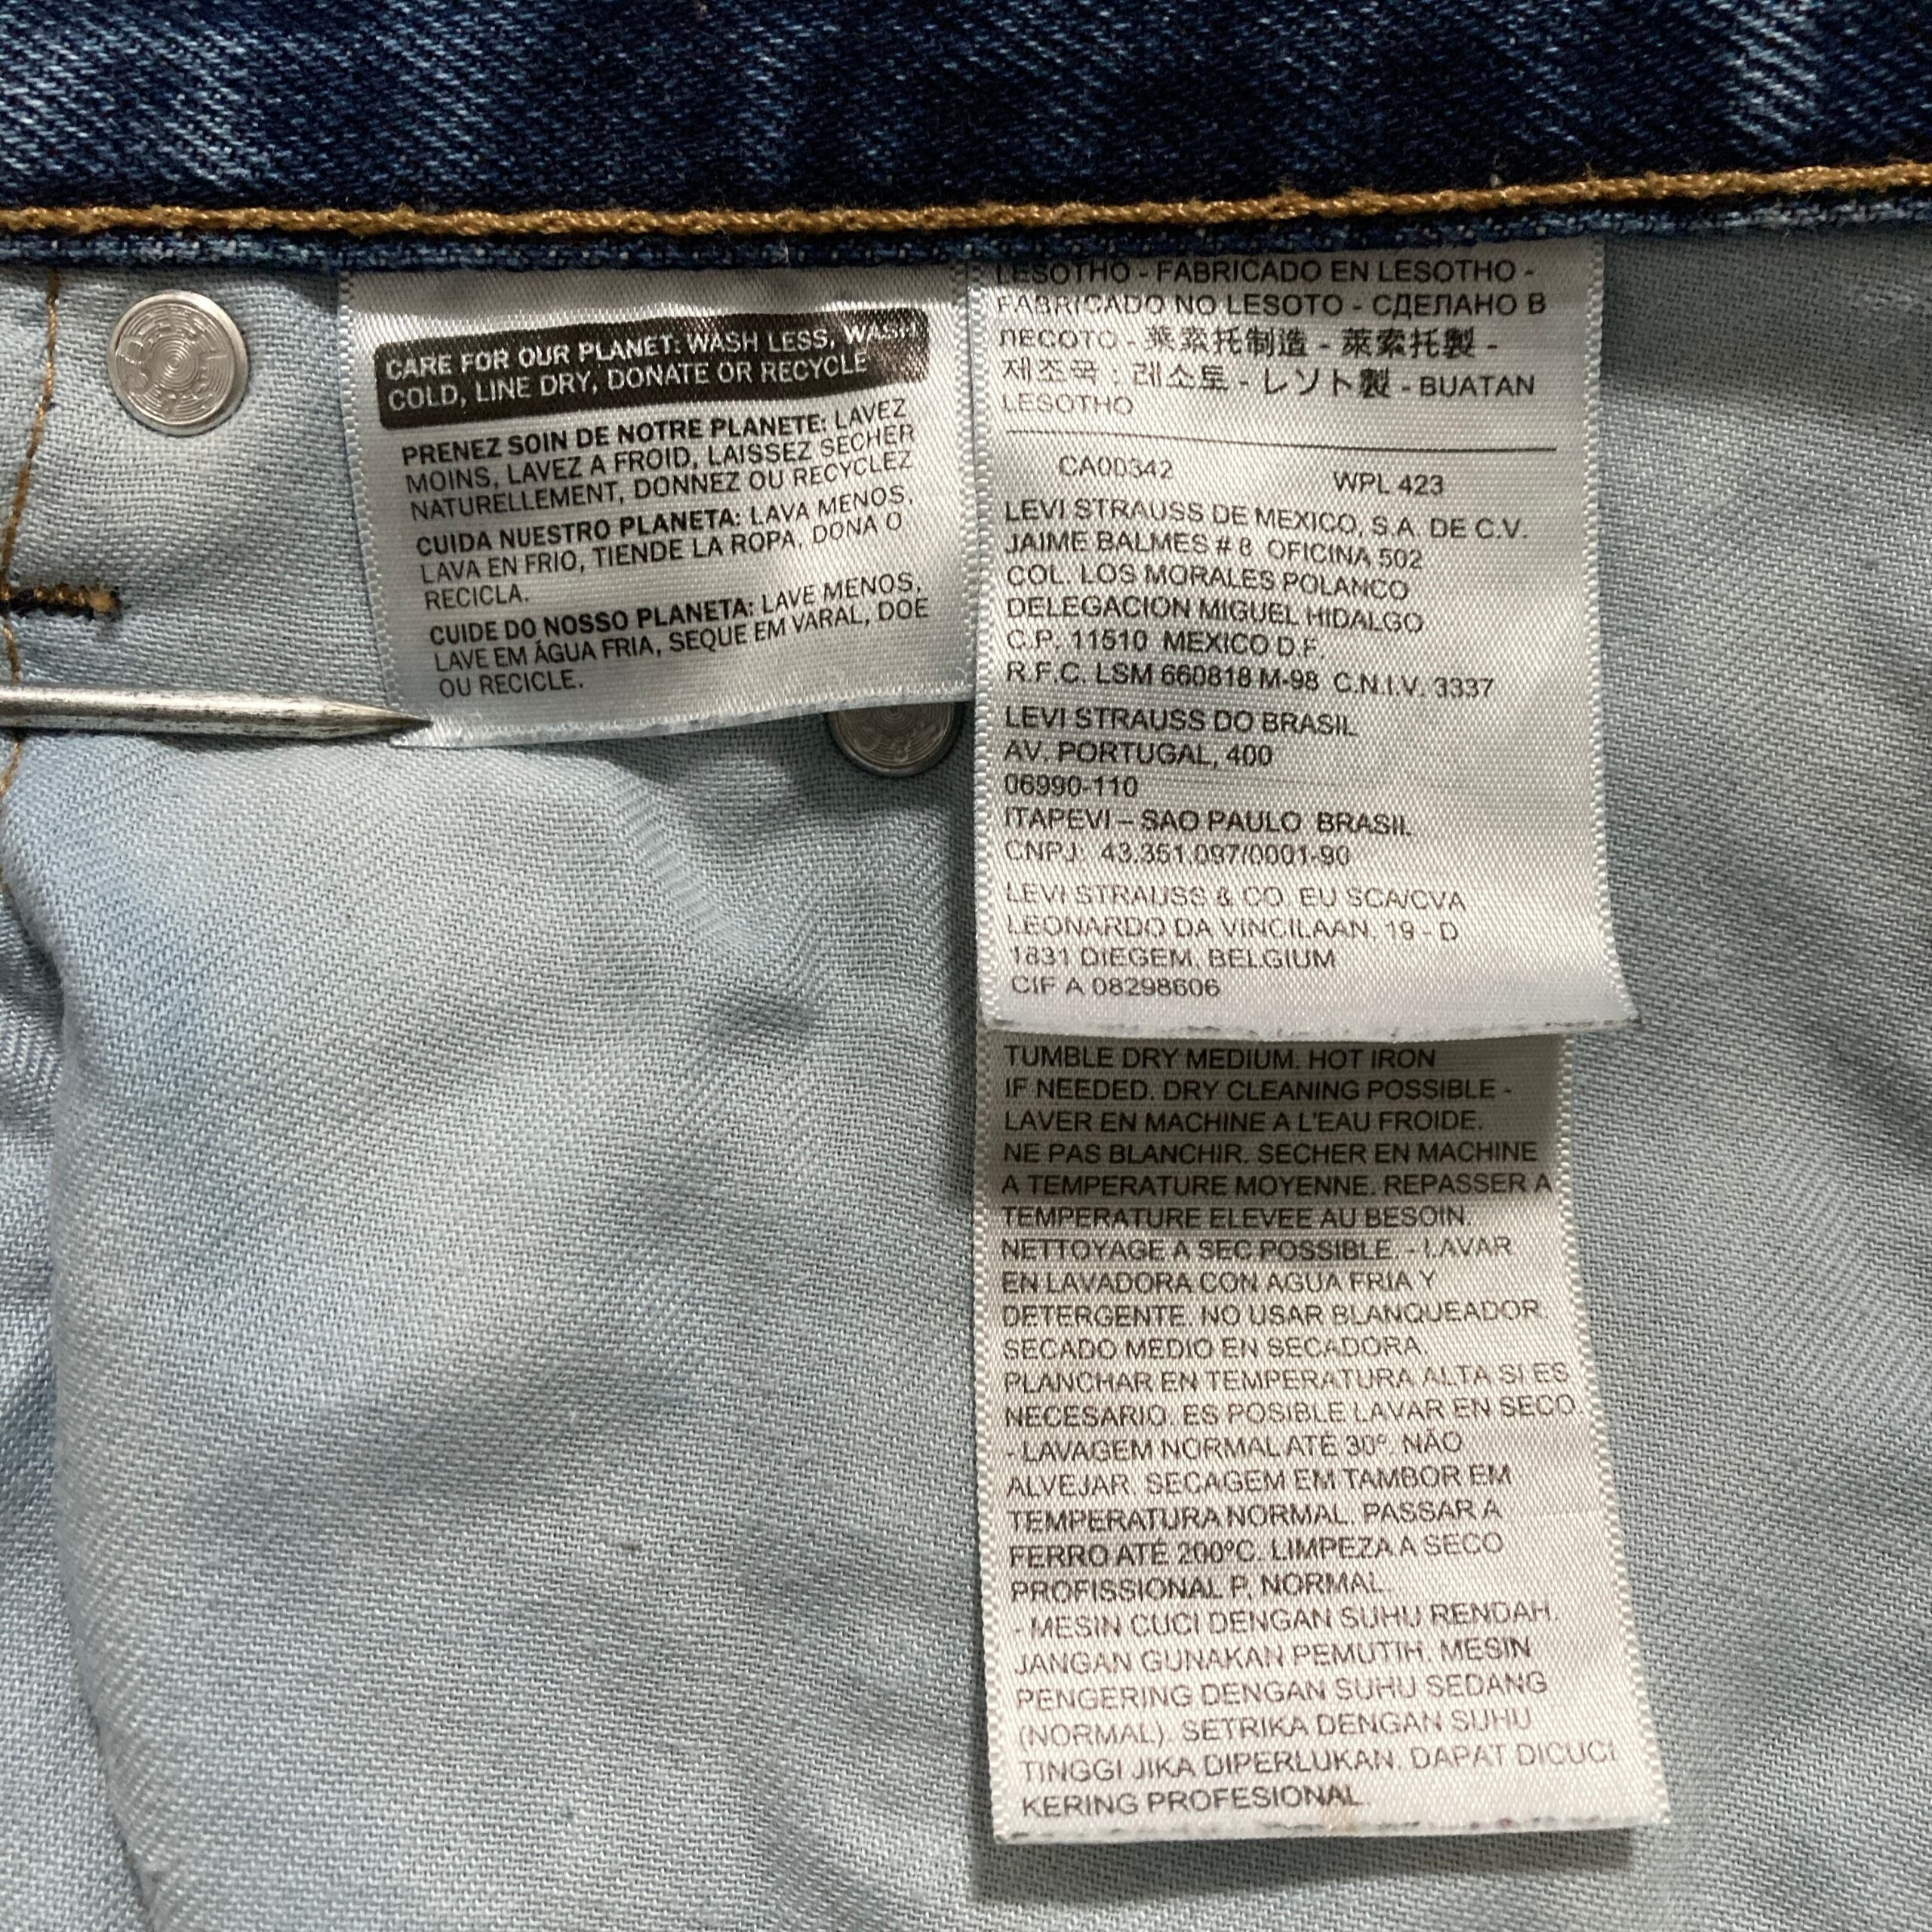 CARE FOR OUR PLANET: WASH LESS, WASH
COLD, LINE DRY, DONATE OR RECYCLE
PRENEZ SOIN DE NOTRE PLANETE: LAVEZ
MOINS, LAVEZ A FROID, LAISSEZ SECHER
NATURELLEMENT, DONNEZ OU RECYCLEZ
CUIDA NUESTRO PLANETA: LAVA MENOS,
LAVA EN FRIO, TIENDE LA ROPA, DONA O
RECICLA.
CUIDE DO NOSSO PLANETA: LAVE MENOS,
LAVE EM ÁGUA FRIA, SEQUE EM VARAL, DOE
OU RECICLE.
LESOTHO - FABRICADO EN LESOTHO -
FABRICADO NO LESOTO - СДЕЛАНО В
ЛЕСОТО - 莱索托制造 - 萊索托製 -
제조국 : 레소토 - レソト製 - BUATAN
LESOTHO
CA00342 WPL 423
LEVI STRAUSS DE MEXICO, S.A. DE C.V.
JAIME BALMES # 8 OFICINA 502
COL. LOS MORALES POLANCO
DELEGACION MIGUEL HIDALGO
C.P. 11510 MEXICO D.F.
R.F.C. LSM 660818 M-98 C.N.I.V. 3337
LEVI STRAUSS DO BRASIL
AV. PORTUGAL, 400
06990-110
ITAPEVI – SAO PAULO BRASIL
CNPJ: 43.351.097/0001-90
LEVI STRAUSS & CO. EU SCA/CVA
LEONARDO DA VINCILAAN, 19 - D
1831 DIEGEM, BELGIUM
CIF A 08298606
TUMBLE DRY MEDIUM. HOT IRON
IF NEEDED. DRY CLEANING POSSIBLE -
LAVER EN MACHINE A L'EAU FROIDE.
NE PAS BLANCHIR. SECHER EN MACHINE
A TEMPERATURE MOYENNE. REPASSER A
TEMPERATURE ELEVEE AU BESOIN.
NETTOYAGE A SEC POSSIBLE. - LAVAR
EN LAVADORA CON AGUA FRIA Y
DETERGENTE. NO USAR BLANQUEADOR.
SECADO MEDIO EN SECADORA.
PLANCHAR EN TEMPERATURA ALTA SI ES
NECESARIO. ES POSIBLE LAVAR EN SECO
- LAVAGEM NORMAL ATÉ 30º. NÃO
ALVEJAR. SECAGEM EM TAMBOR EM
TEMPERATURA NORMAL. PASSAR A
FERRO ATÉ 200ºC. LIMPEZA A SECO
PROFISSIONAL P, NORMAL.
- MESIN CUCI DENGAN SUHU RENDAH.
JANGAN GUNAKAN PEMUTIH. MESIN
PENGERING DENGAN SUHU SEDANG
(NORMAL). SETRIKA DENGAN SUHU
TINGGI JIKA DIPERLUKAN. DAPAT DICUCI
KERING PROFESIONAL.